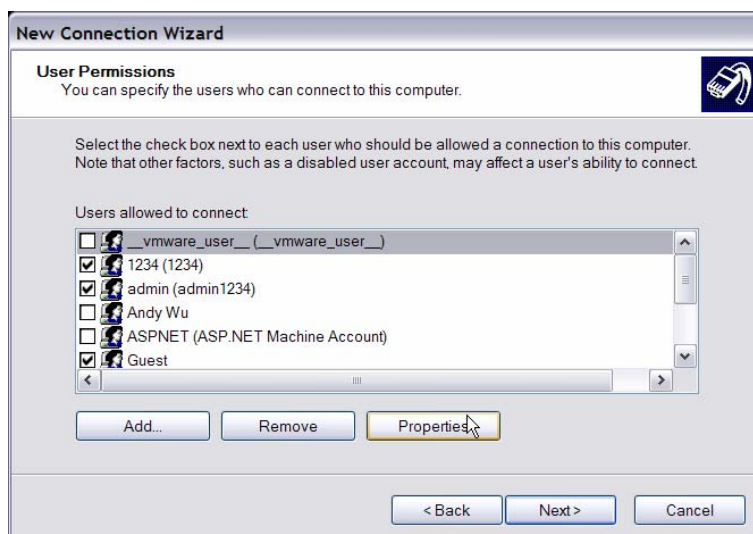 New Connection Wizard
User Permissions
You can specify the users who can connect to this computer.
Select the check box next to each user who should be allowed a connection to this computer.
Note that other factors, such as a disabled user account, may affect a user's ability to connect.
Users allowed to connect:
__vmware_user__ (__vmware_user__)
1234 (1234)
admin (admin1234)
Andy Wu
ASPNET (ASP.NET Machine Account)
Guest
Add...
Remove
Properties
< Back
Next >
Cancel